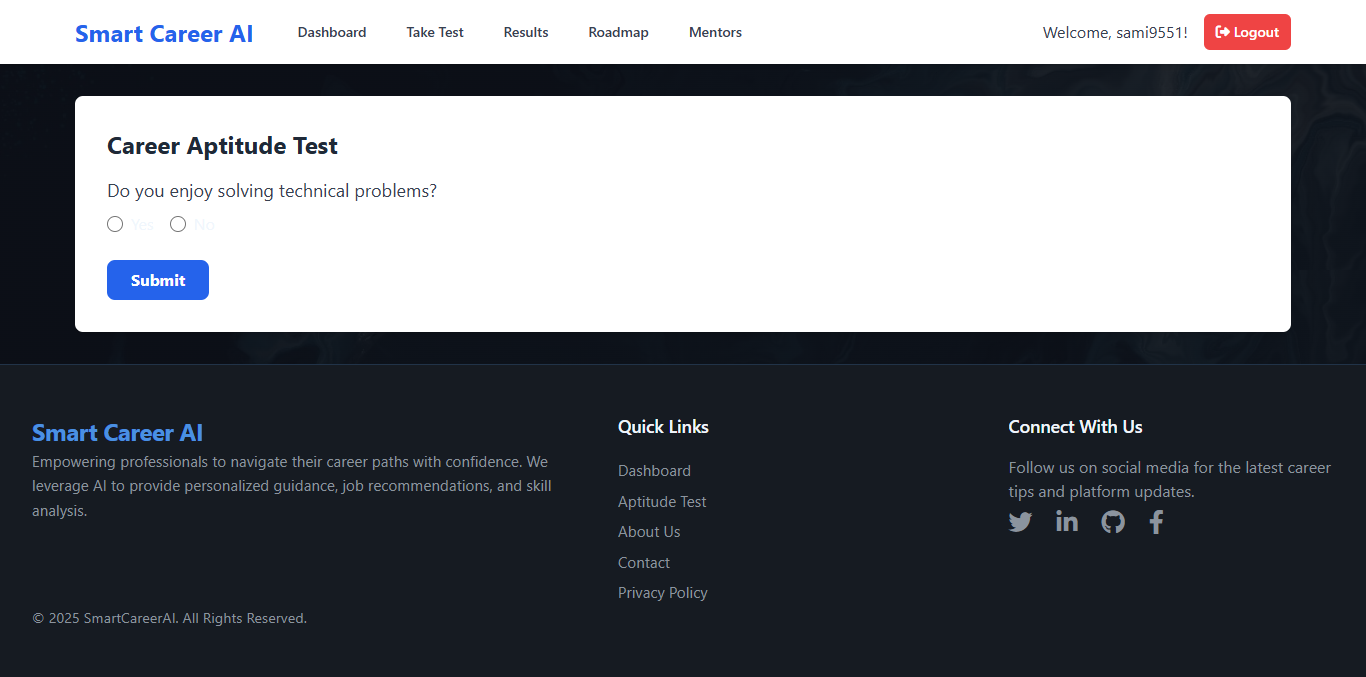 Smart Career AI Dashboard Take Test Results Roadmap Mentors Welcome, sami9551! Logout
Career Aptitude Test
Do you enjoy solving technical problems?
Yes No
Submit
Smart Career AI
Empowering professionals to navigate their career paths with confidence. We
leverage AI to provide personalized guidance, job recommendations, and skill
analysis.
Quick Links
Dashboard
Aptitude Test
About Us
Contact
Privacy Policy
Connect With Us
Follow us on social media for the latest career
tips and platform updates.
© 2025 SmartCareerAI. All Rights Reserved.